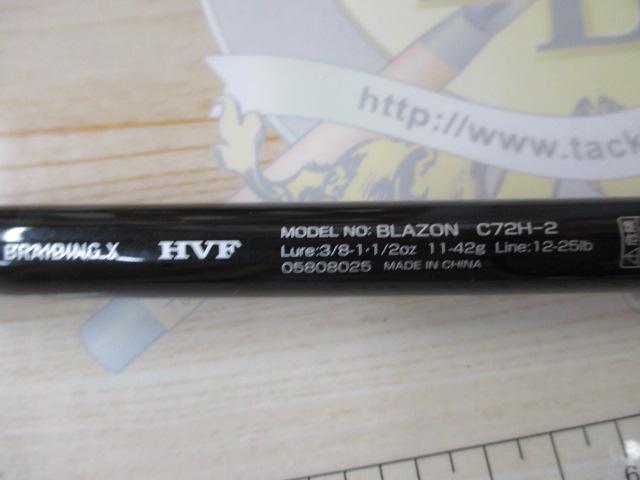 http://www.tack
BRAIDING X HVF
MODEL NO: BLAZON C72H-2
Lure:3/8-1·1/2oz 11-42g Line:12-25lb
05808025 MADE IN CHINA
6